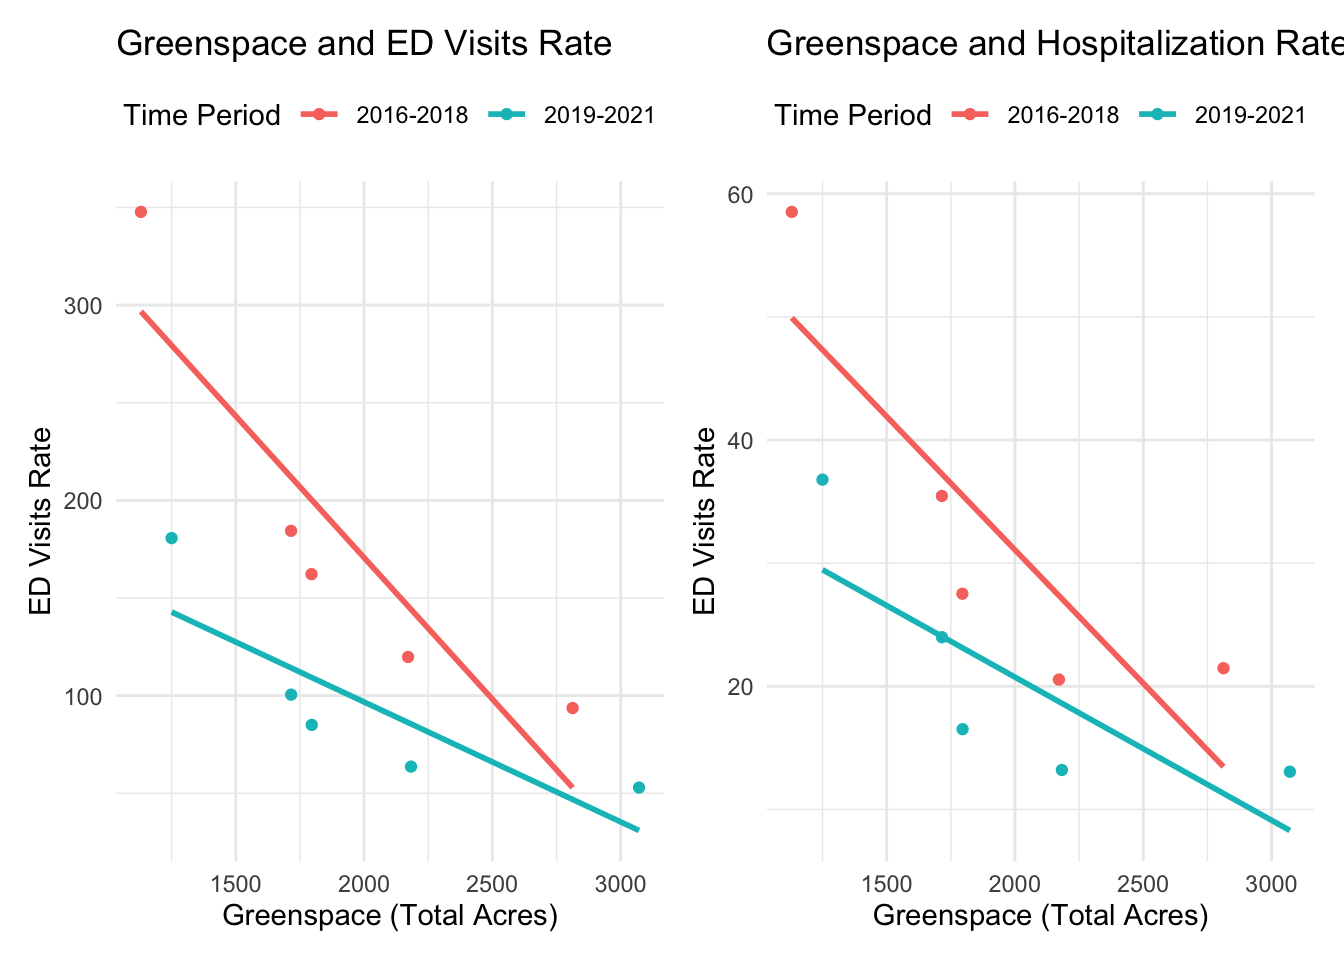 Greenspace and ED Visits Rate
Time Period 2016-2018 2019-2021
300
200
100
ED Visits Rate
1500 2000 2500 3000
Greenspace (Total Acres)
Greenspace and Hospitalization Rate
Time Period 2016-2018 2019-2021
60
40
20
ED Visits Rate
1500 2000 2500 3000
Greenspace (Total Acres)